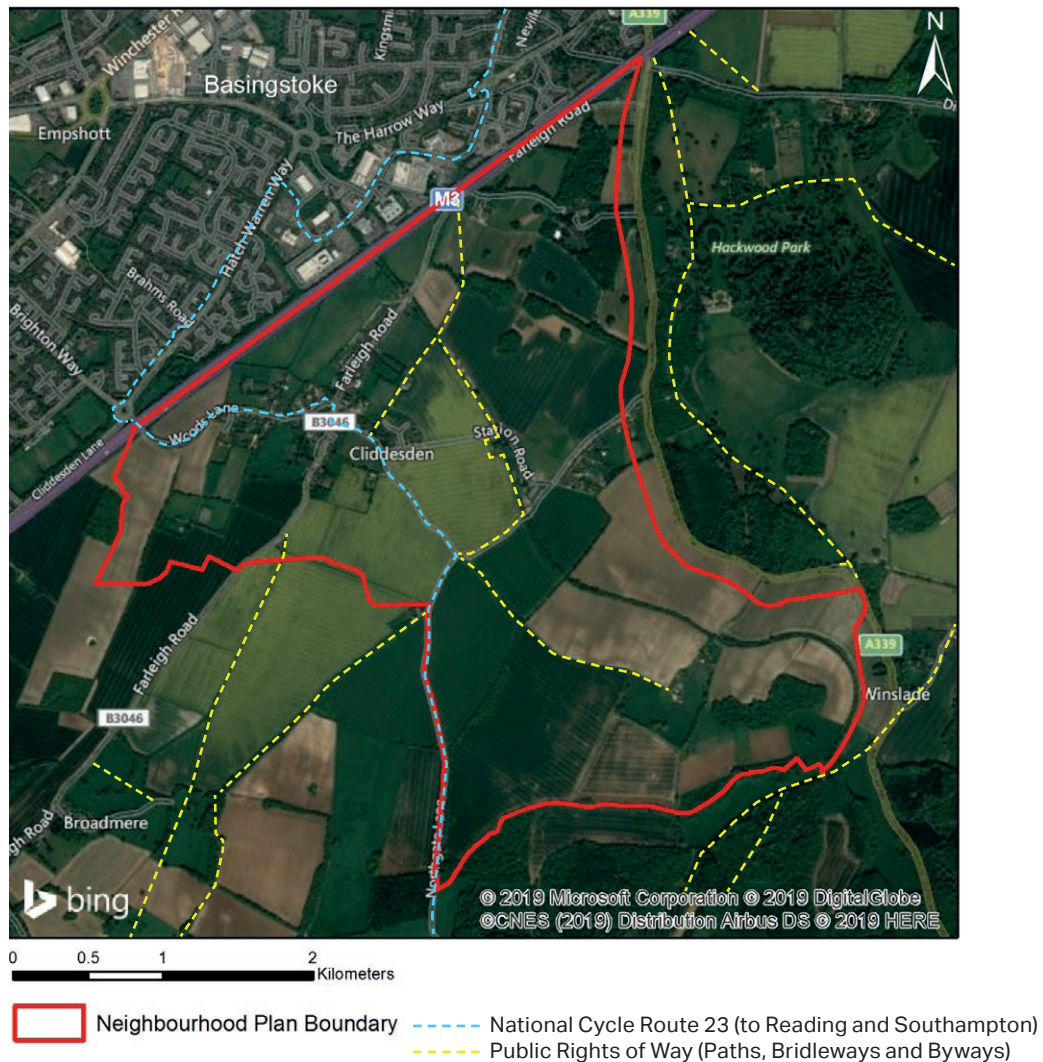 A339
N
Winchester R
Kingsmi
Neville
Basingstoke
The Harrow Way
Di
Empshott
Farleigh Road
M3
Hatch Warren Way
Hackwood Park
Brahms Road
Brighton Way
Farleigh Road
Woods Lane
B3046
Station Road
Cliddesden
Cliddesden Lane
Farleigh Road
A339
Winslade
B3046
Broadmere
gh Road
bing
© 2019 Microsoft Corporation © 2019 DigitalGlobe
©CNES (2019) Distribution Airbus DS © 2019 HERE
0 0.5 1 2
Kilometers
Neighbourhood Plan Boundary
National Cycle Route 23 (to Reading and Southampton)
Public Rights of Way (Paths, Bridleways and Byways)